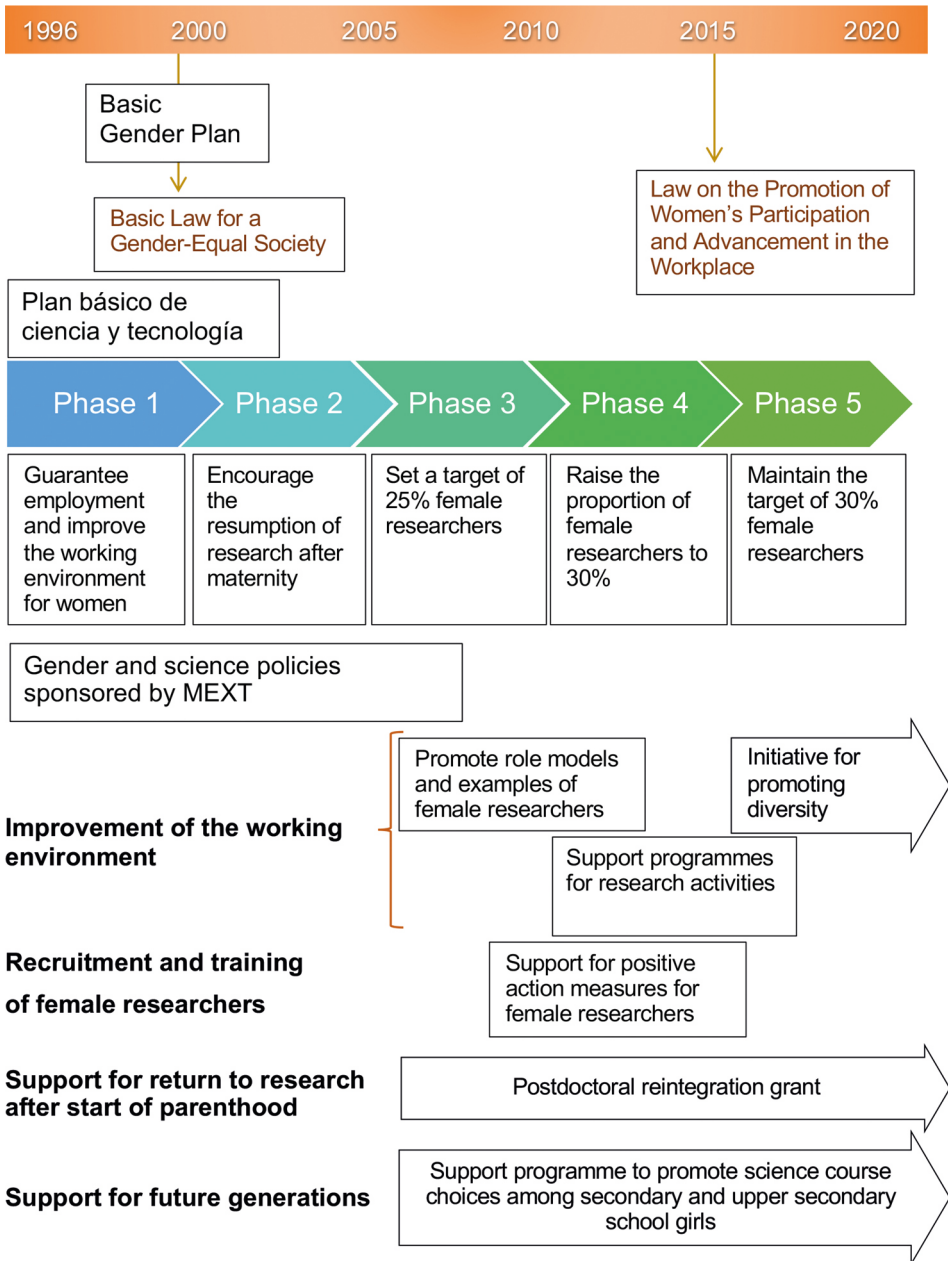 1996 2000 2005 2010 2015 2020
Basic
Gender Plan
Basic Law for a
Gender-Equal Society
Law on the Promotion of
Women’s Participation
and Advancement in the
Workplace
Plan básico de
ciencia y tecnología
Phase 1
Phase 2
Phase 3
Phase 4
Phase 5
Guarantee
employment
and improve
the working
environment
for women
Encourage
the
resumption of
research after
maternity
Set a target of
25% female
researchers
Raise the
proportion of
female
researchers to
30%
Maintain the
target of 30%
female
researchers
Gender and science policies
sponsored by MEXT
Improvement of the working
environment
Promote role models
and examples of
female researchers
Initiative for
promoting
diversity
Support programmes
for research activities
Recruitment and training
of female researchers
Support for positive
action measures for
female researchers
Support for return to research
after start of parenthood
Postdoctoral reintegration grant
Support for future generations
Support programme to promote science course
choices among secondary and upper secondary
school girls